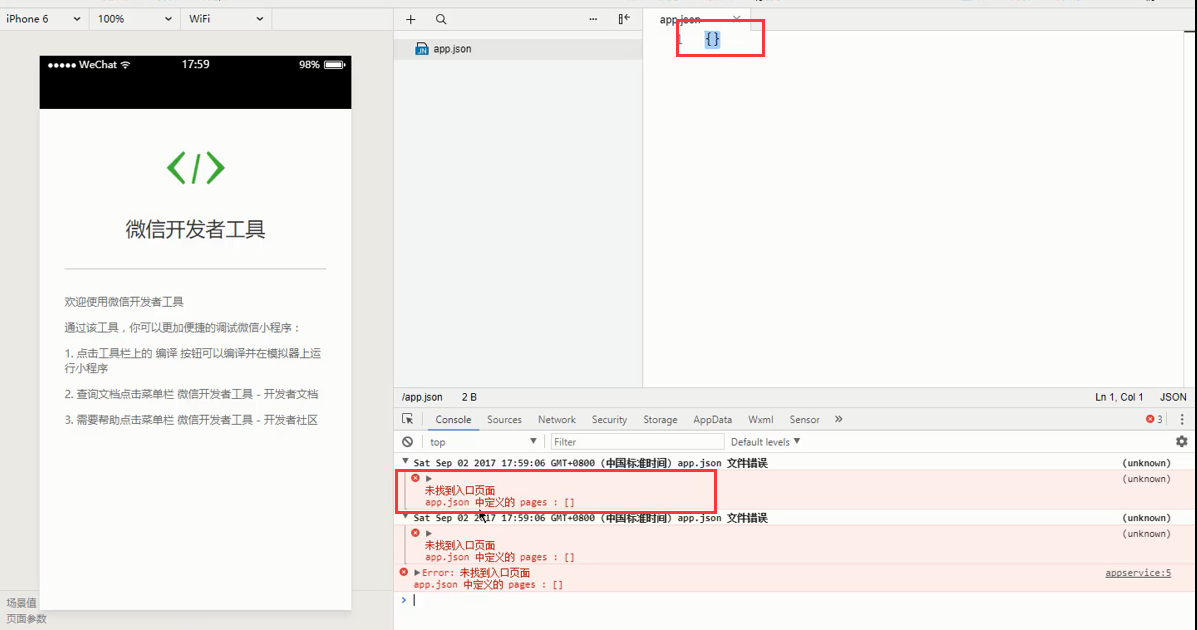 iPhone 6 100% WiFi
WeChat 17:59 98%
微信开发者工具
欢迎使用微信开发者工具
通过该工具，你可以更加便捷的调试微信小程序：
1. 点击工具栏上的 编译 按钮可以编译并在模拟器上运
行小程序
2. 查询文档点击菜单栏 微信开发者工具 - 开发者文档
3. 需要帮助点击菜单栏 微信开发者工具 - 开发者社区
场景值
页面参数
app.json
app.json
1 {}
/app.json 2 B Ln 1, Col 1 JSON
Console Sources Network Security Storage AppData Wxml Sensor 3
top Filter Default levels
Sat Sep 02 2017 17:59:06 GMT+0800 (中国标准时间) app.json 文件错误 (unknown)
(unknown)
未找到入口页面
app.json 中定义的 pages : []
Sat Sep 02 2017 17:59:06 GMT+0800 (中国标准时间) app.json 文件错误 (unknown)
(unknown)
未找到入口页面
app.json 中定义的 pages : []
Error: 未找到入口页面 appservice:5
app.json 中定义的 pages : []